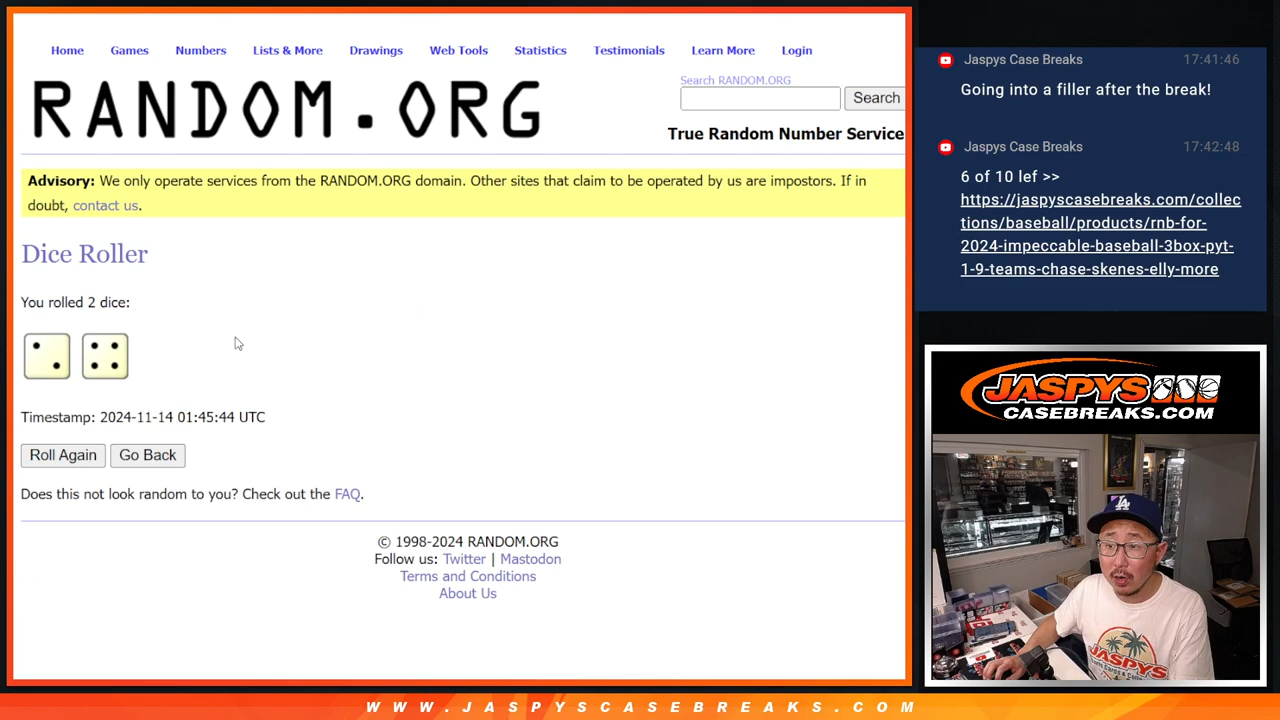 Home Games Numbers Lists & More Drawings Web Tools Statistics Testimonials Learn More Login
RANDOM.ORG
Search RANDOM.ORG
Search
True Random Number Service
Advisory: We only operate services from the RANDOM.ORG domain. Other sites that claim to be operated by us are impostors. If in
doubt, contact us.
Dice Roller
You rolled 2 dice:
Timestamp: 2024-11-14 01:45:44 UTC
Roll Again Go Back
Does this not look random to you? Check out the FAQ.
© 1998-2024 RANDOM.ORG
Follow us: Twitter | Mastodon
Terms and Conditions
About Us
Jaspys Case Breaks 17:41:46
Going into a filler after the break!
Jaspys Case Breaks 17:42:48
6 of 10 lef >>
https://jaspyscasebreaks.com/collec
tions/baseball/products/rnb-for-
2024-impeccable-baseball-3box-pyt-
1-9-teams-chase-skenes-elly-more
JASPYS
CASEBREAKS.COM
LA
JASPYS
WWW.JASPYSCASEBREAKS.COM